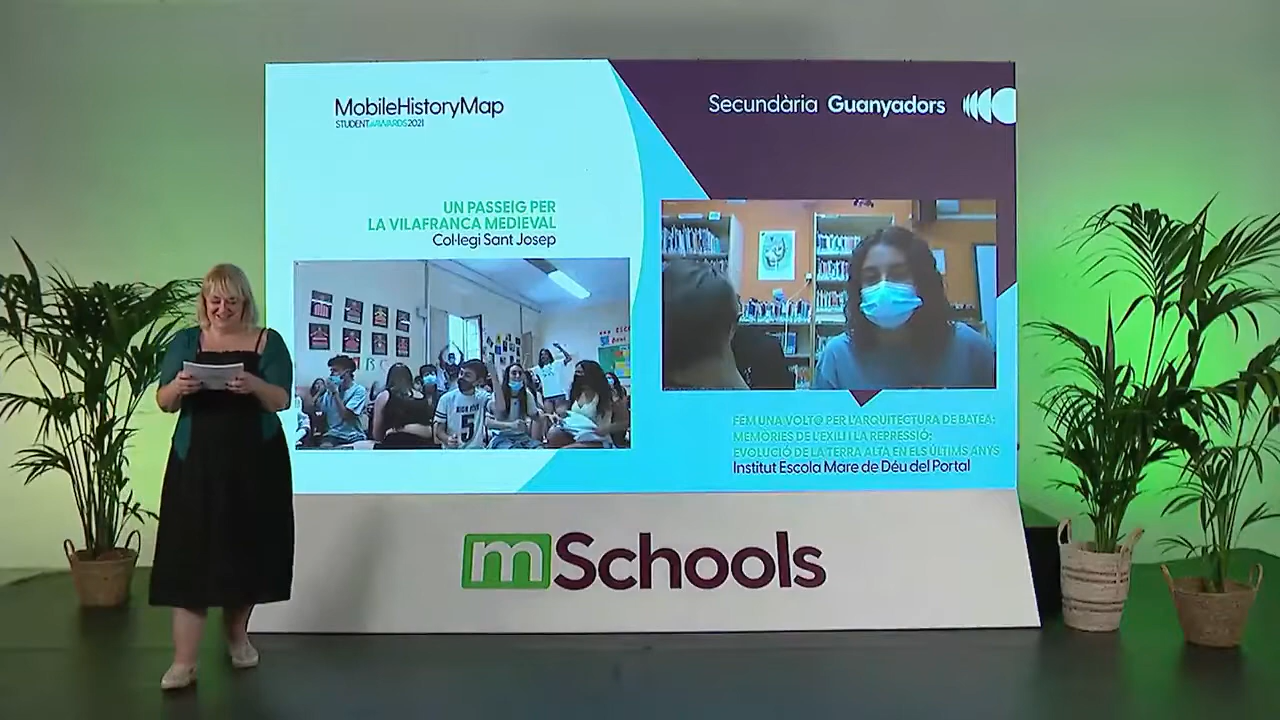 MobileHistoryMap
STUDENT AWARDS 2021
Secundària Guanyadors
UN PASSEIG PER
LA VILAFRANCA MEDIEVAL
Col·legi Sant Josep
FEM UNA VOLT@ PER L'ARQUITECTURA DE BATEA;
MEMÒRIES DE L'EXILI I LA REPRESSIÓ;
EVOLUCIÓ DE LA TERRA ALTA EN ELS ÚLTIMS ANYS
Institut Escola Mare de Déu del Portal
mSchools